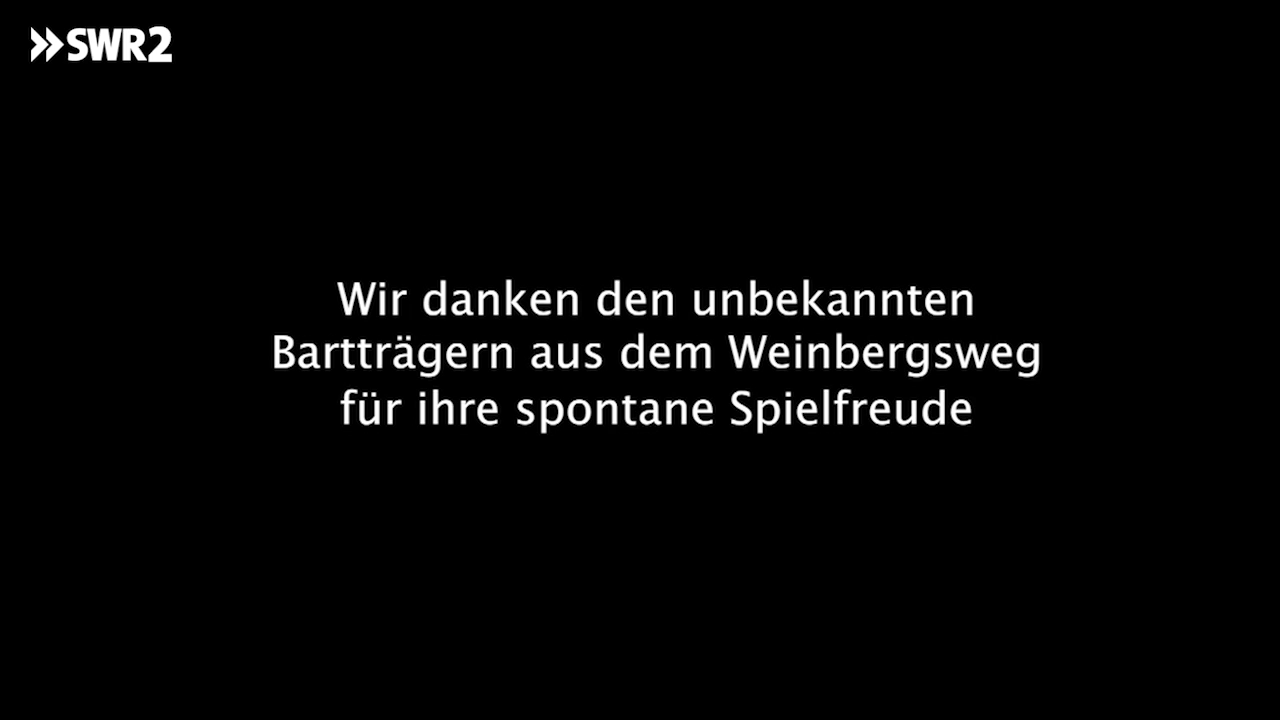 SWR2
Wir danken den unbekannten
Bartträgern aus dem Weinbergsweg
für ihre spontane Spielfreude